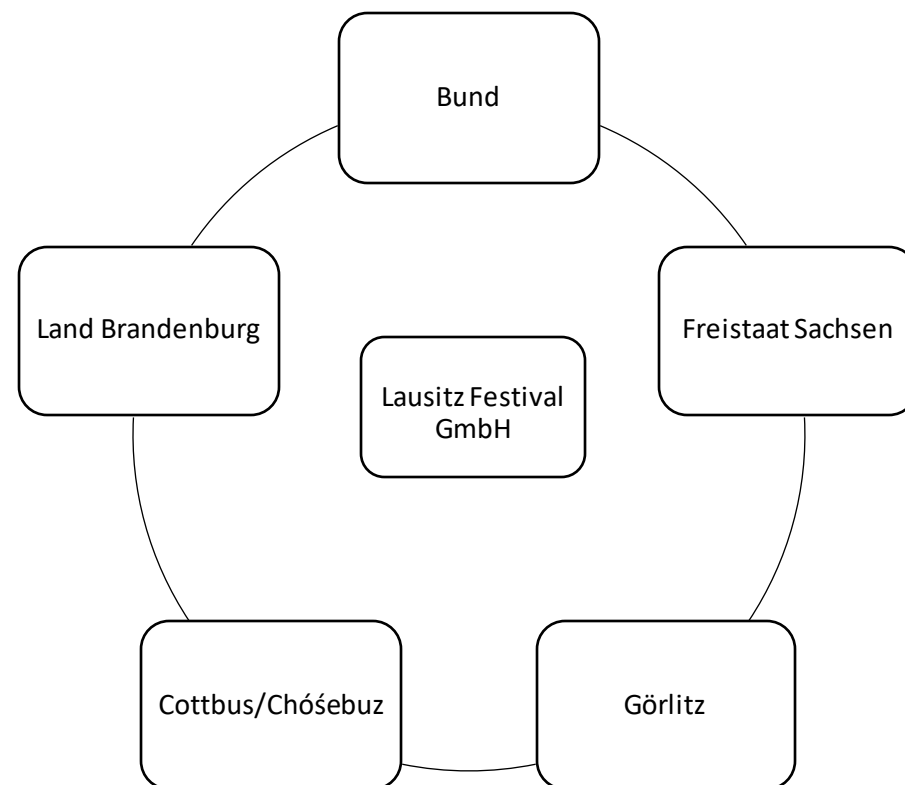 Bund
Land Brandenburg
Freistaat Sachsen
Lausitz Festival
GmbH
Cottbus/Chóśebuz
Görlitz